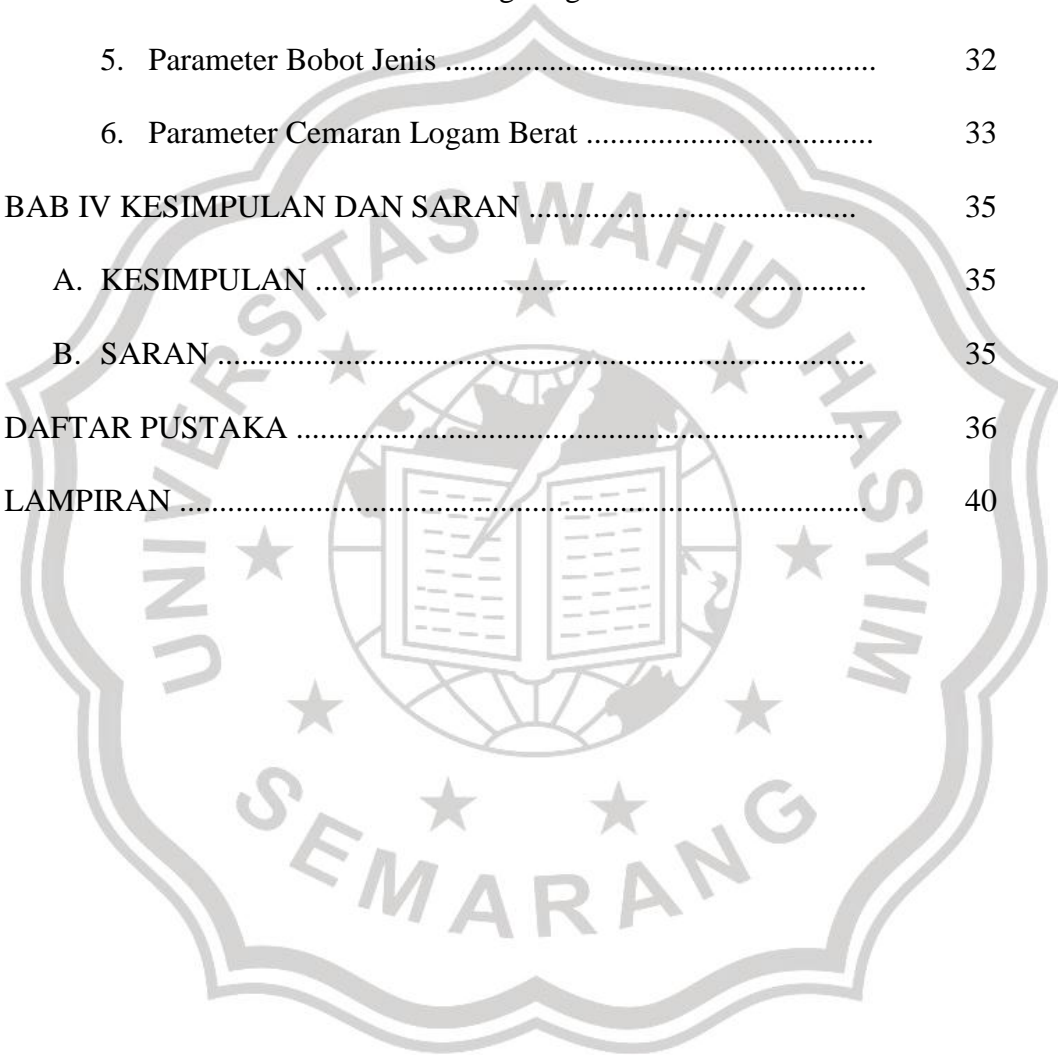 5. Parameter Bobot Jenis ................................................... 32
6. Parameter Cemaran Logam Berat .................................. 33
BAB IV KESIMPULAN DAN SARAN ....................................... 35
A. KESIMPULAN .................................................................. 35
B. SARAN ............................................................................. 35
DAFTAR PUSTAKA ................................................................... 36
LAMPIRAN .................................................................................. 40
UNIVERSITAS WAHID HASYIM
SEMARANG